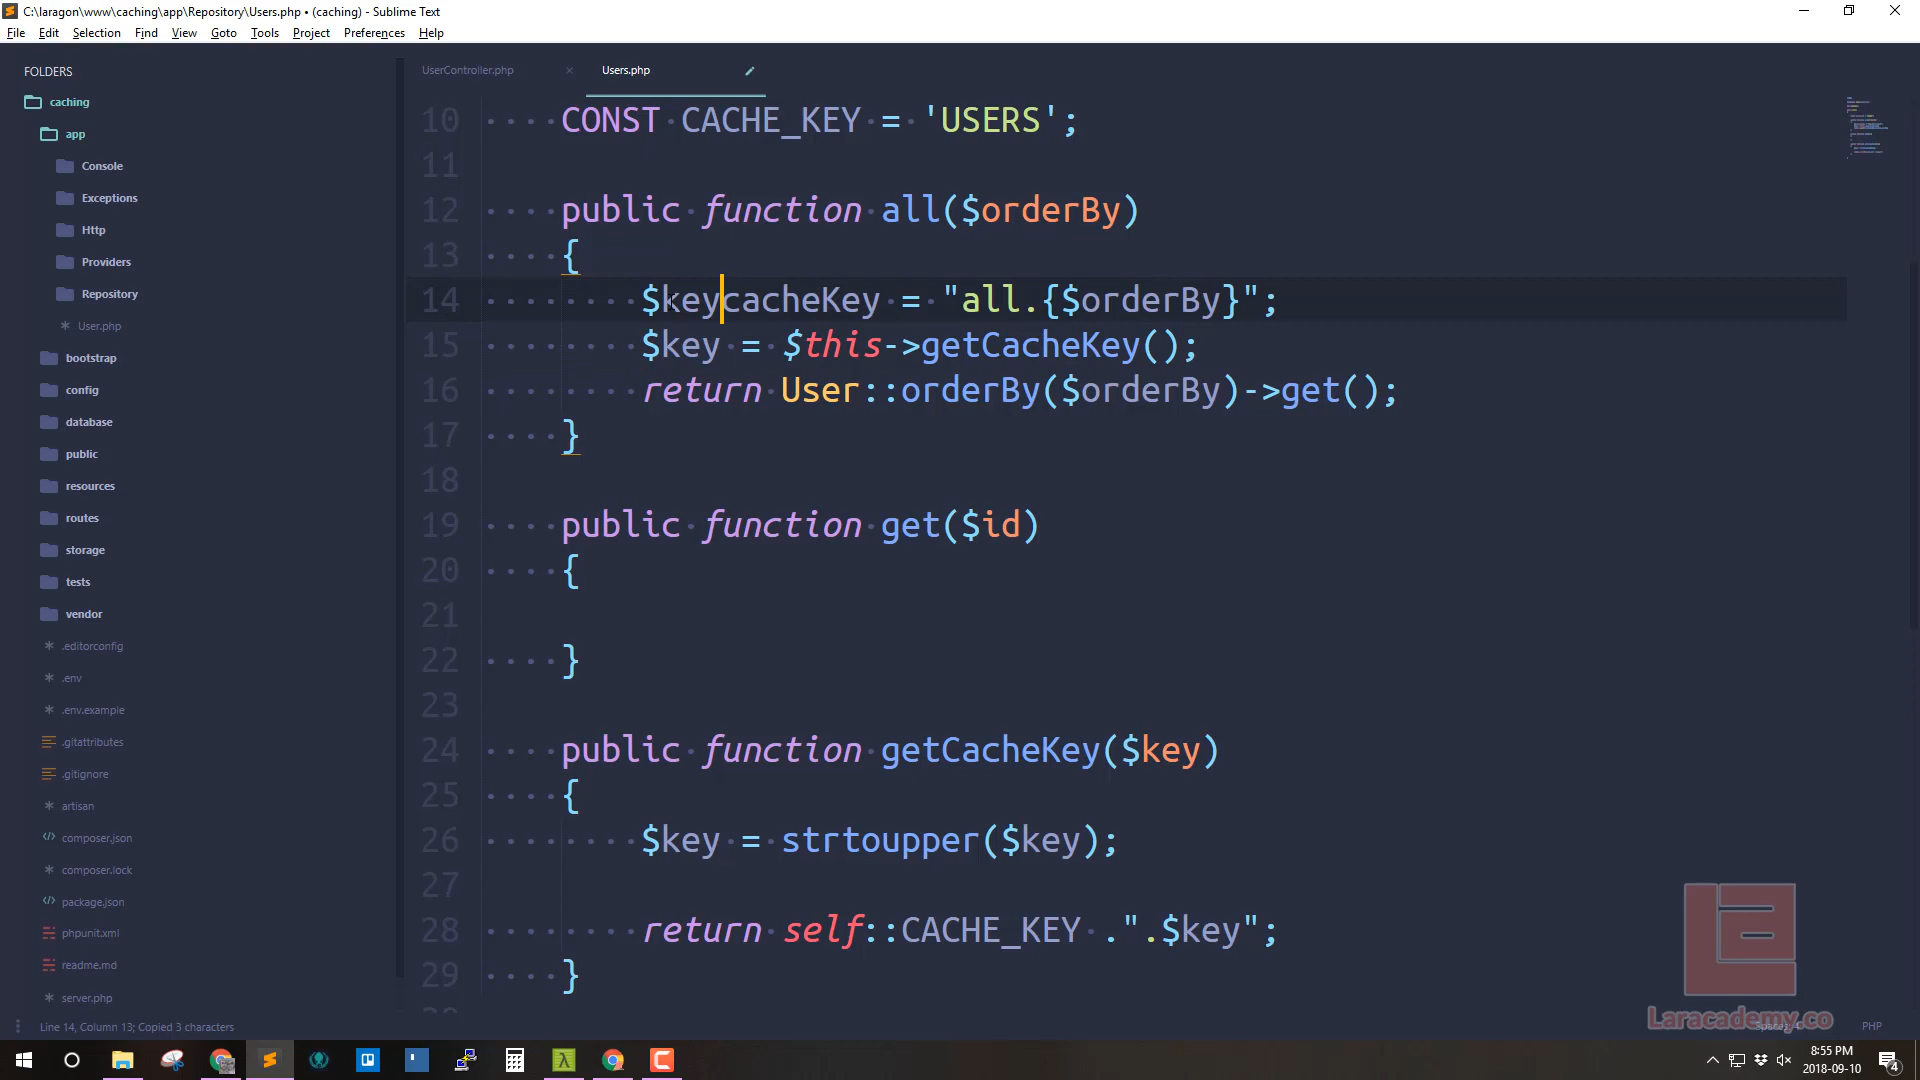 C:\laragon\www\caching\app\Repository\Users.php • (caching) - Sublime Text
File Edit Selection Find View Goto Tools Project Preferences Help
FOLDERS
caching
app
Console
Exceptions
Http
Providers
Repository
User.php
bootstrap
config
database
public
resources
routes
storage
tests
vendor
.editorconfig
.env
.env.example
.gitattributes
.gitignore
artisan
composer.json
composer.lock
package.json
phpunit.xml
readme.md
server.php
UserController.php
Users.php
10 CONST CACHE_KEY = 'USERS';
11
12 public function all($orderBy)
13 {
14 $keycacheKey = "all.{$orderBy}";
15 $key = $this->getCacheKey();
16 return User::orderBy($orderBy)->get();
17 }
18
19 public function get($id)
20 {
21
22 }
23
24 public function getCacheKey($key)
25 {
26 $key = strtoupper($key);
27
28 return self::CACHE_KEY .".$key";
29 }
Laracademy.co
Line 14, Column 13; Copied 3 characters
Spaces: 4
PHP
8:55 PM
2018-09-10
4